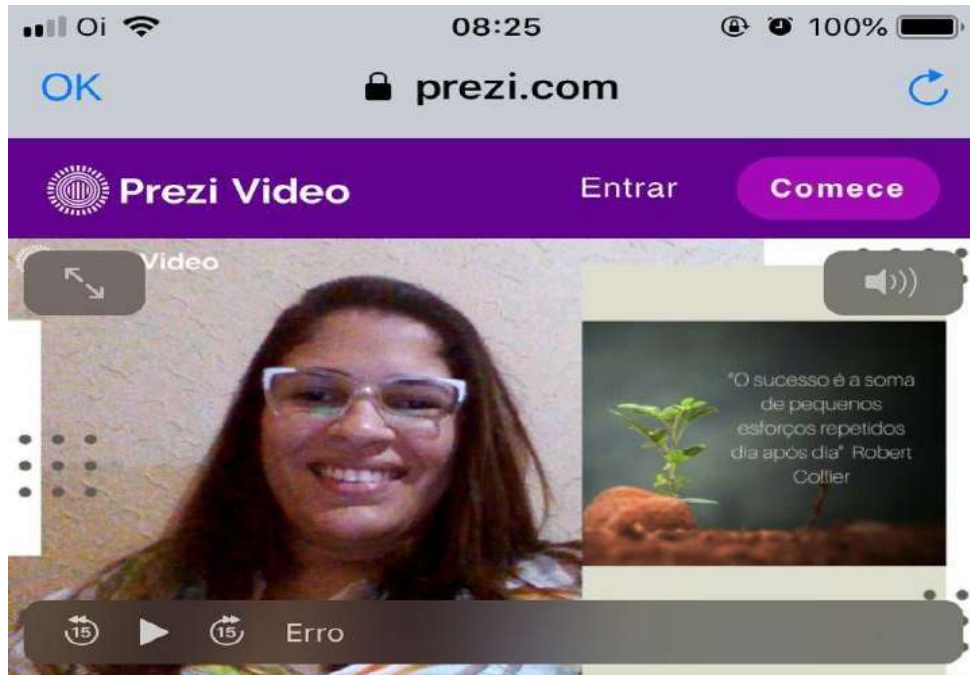 Oi 08:25 100%
OK prezi.com
Prezi Video Entrar Comece
Video
"O sucesso é a soma
de pequenos
esforços repetidos
dia após dia" Robert
Collier
15 15 Erro